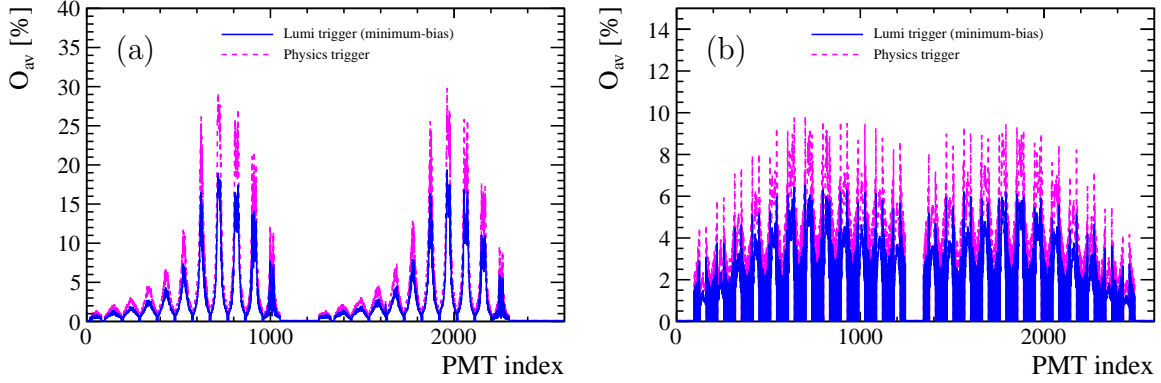 O_av [%]
40
35
30
25
20
15
10
5
0
(a)
Lumi trigger (minimum-bias)
Physics trigger
1000
2000
PMT index
O_av [%]
14
12
10
8
6
4
2
0
0
(b)
Lumi trigger (minimum-bias)
Physics trigger
1000
2000
PMT index